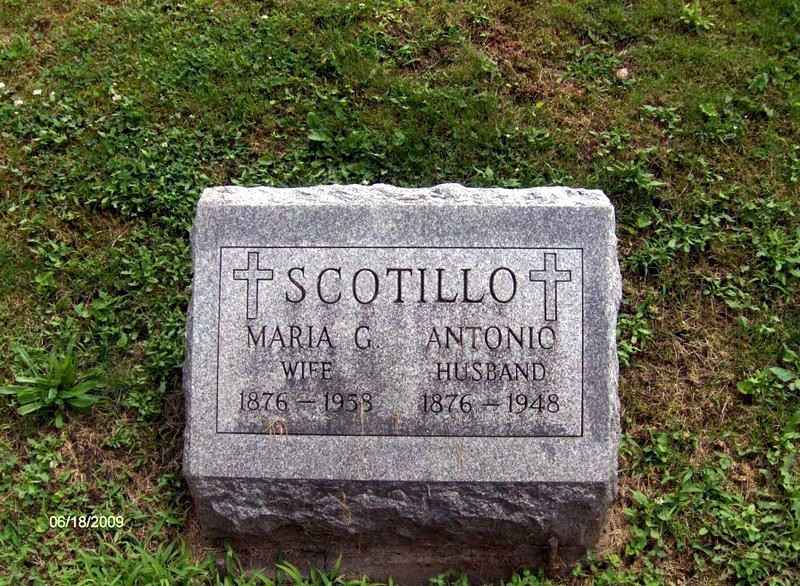 SCOTILLO
MARIA G. ANTONIO
WIFE HUSBAND
1876 – 1958 1876 – 1948
06/18/2009